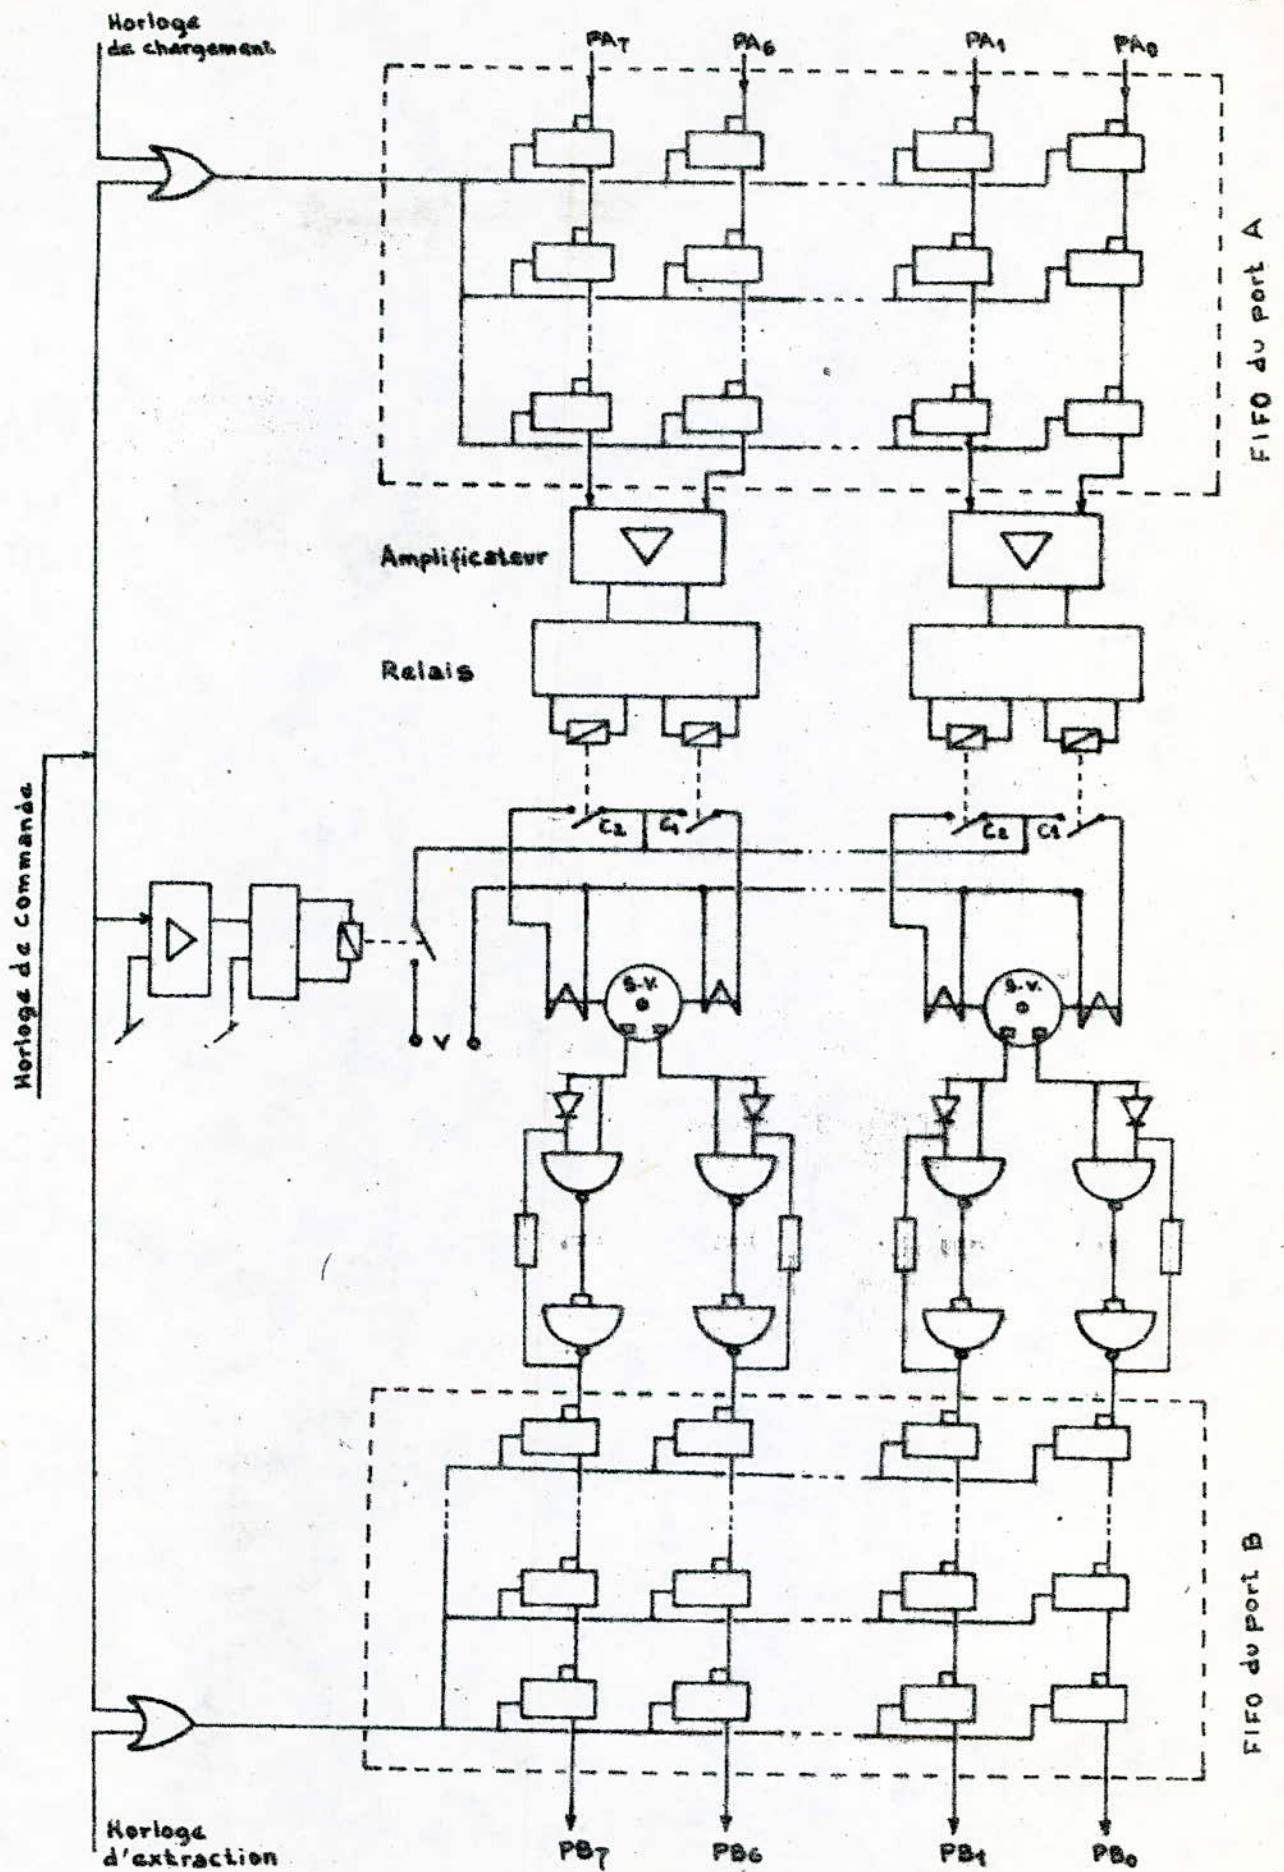 Horloge
de chargement
PA7
PA6
PA1
PA0
FIFO du port A
Amplificateur
Relais
C2
C1
C2
C1
Horloge de Commande
S.V.
S.V.
V
FIFO du port B
Horloge
d'extraction
PB7
PB6
PB1
PB0